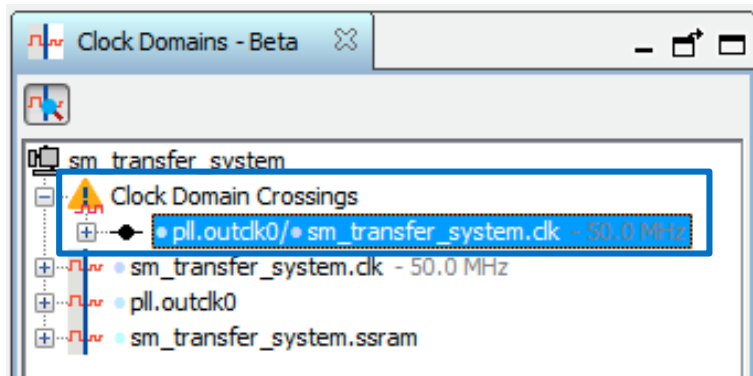 Clock Domains - Beta
sm_transfer_system
Clock Domain Crossings
pll.outclk0/ sm_transfer_system.clk - 50.0 MHz
sm_transfer_system.clk - 50.0 MHz
pll.outclk0
sm_transfer_system.ssram